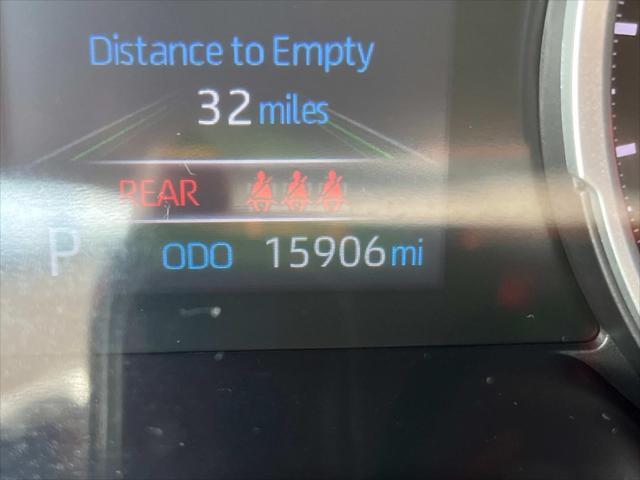 Distance to Empty
32 miles
REAR
P ODO 15906 mi